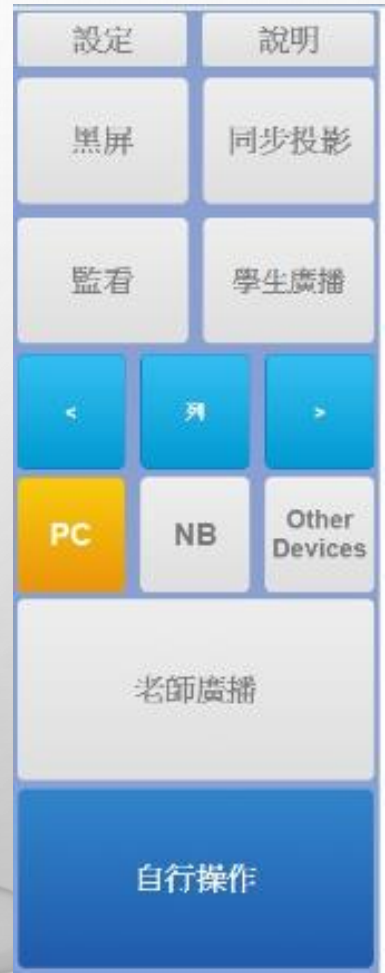 設定 說明
黑屏 同步投影
監看 學生廣播
< 列 >
PC NB Other
Devices
老師廣播
自行操作